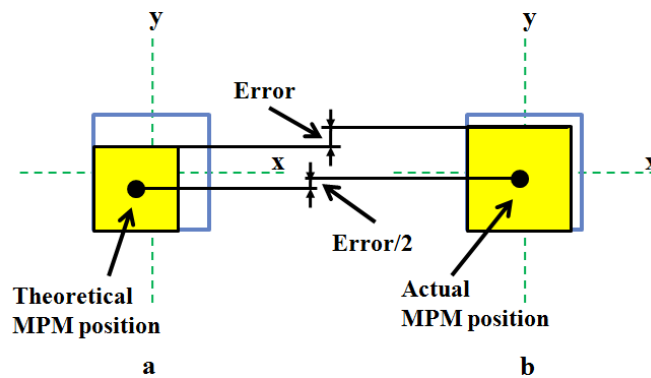 y
y
Error
x
x
Error/2
Theoretical
MPM position
Actual
MPM position
a
b